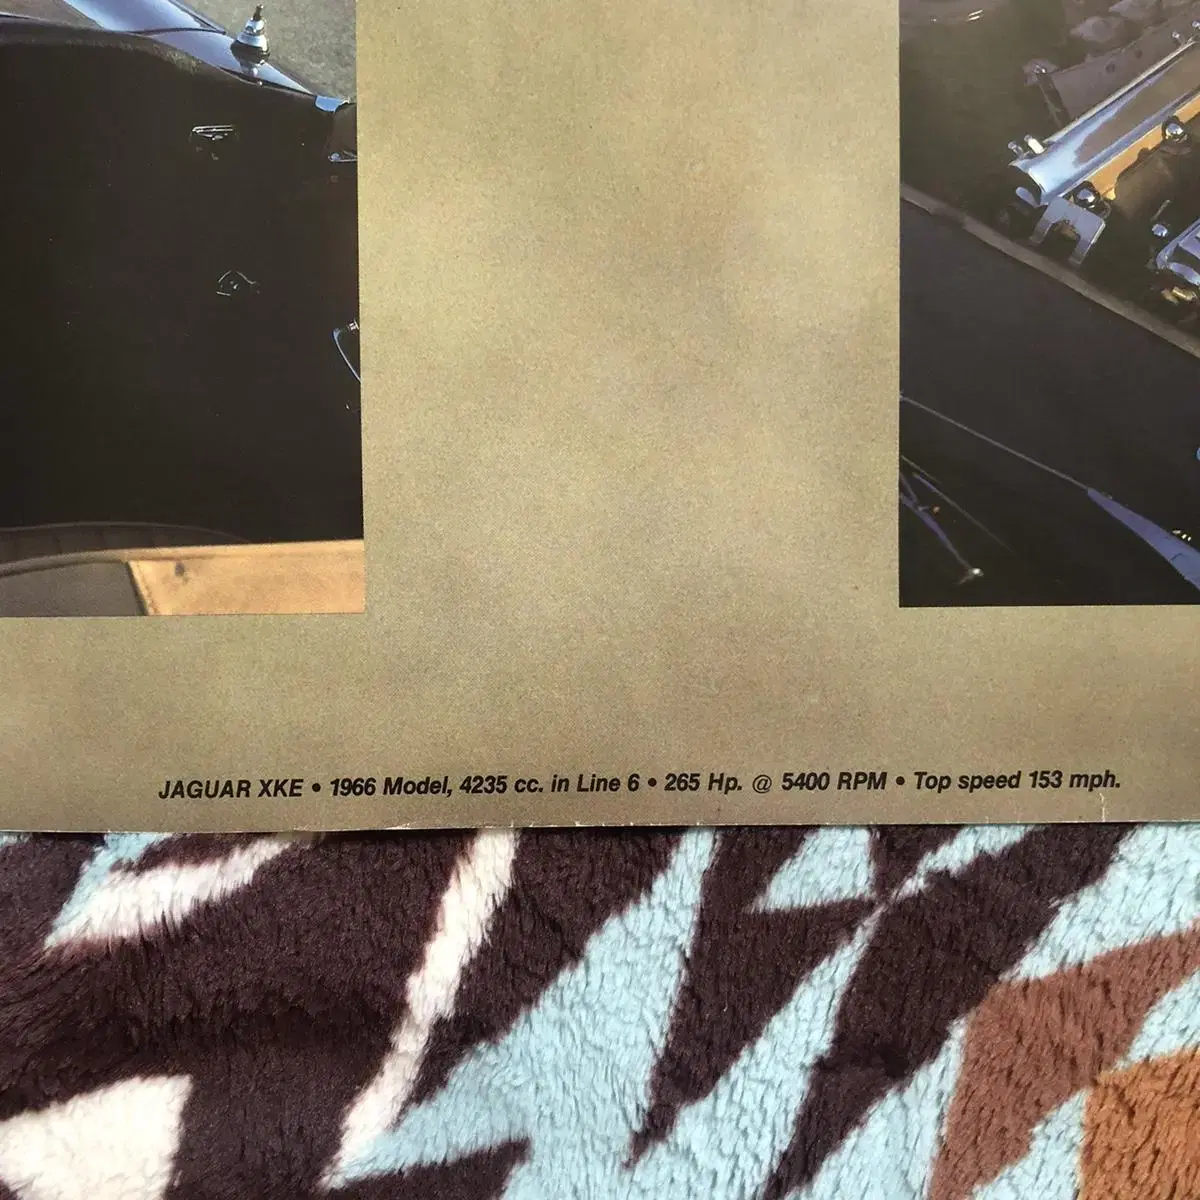 JAGUAR XKE • 1966 Model, 4235 cc. in Line 6 • 265 Hp. @ 5400 RPM • Top speed 153 mph.